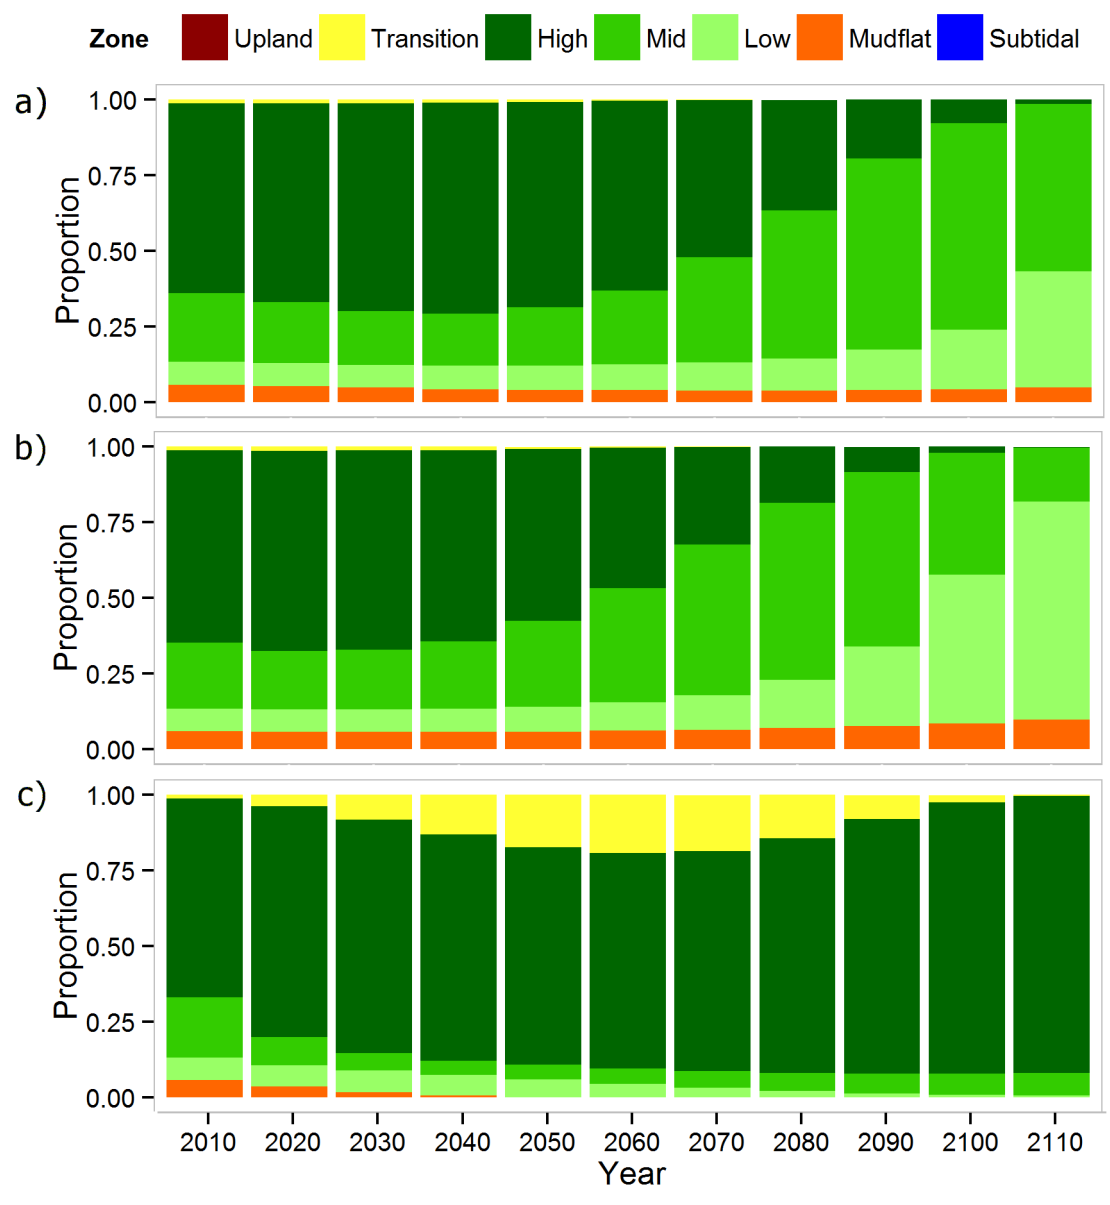 Zone Upland Transition High Mid Low Mudflat Subtidal
a)
Proportion
1.00
0.75
0.50
0.25
0.00
b)
Proportion
1.00
0.75
0.50
0.25
0.00
c)
Proportion
1.00
0.75
0.50
0.25
0.00
2010 2020 2030 2040 2050 2060 2070 2080 2090 2100 2110
Year